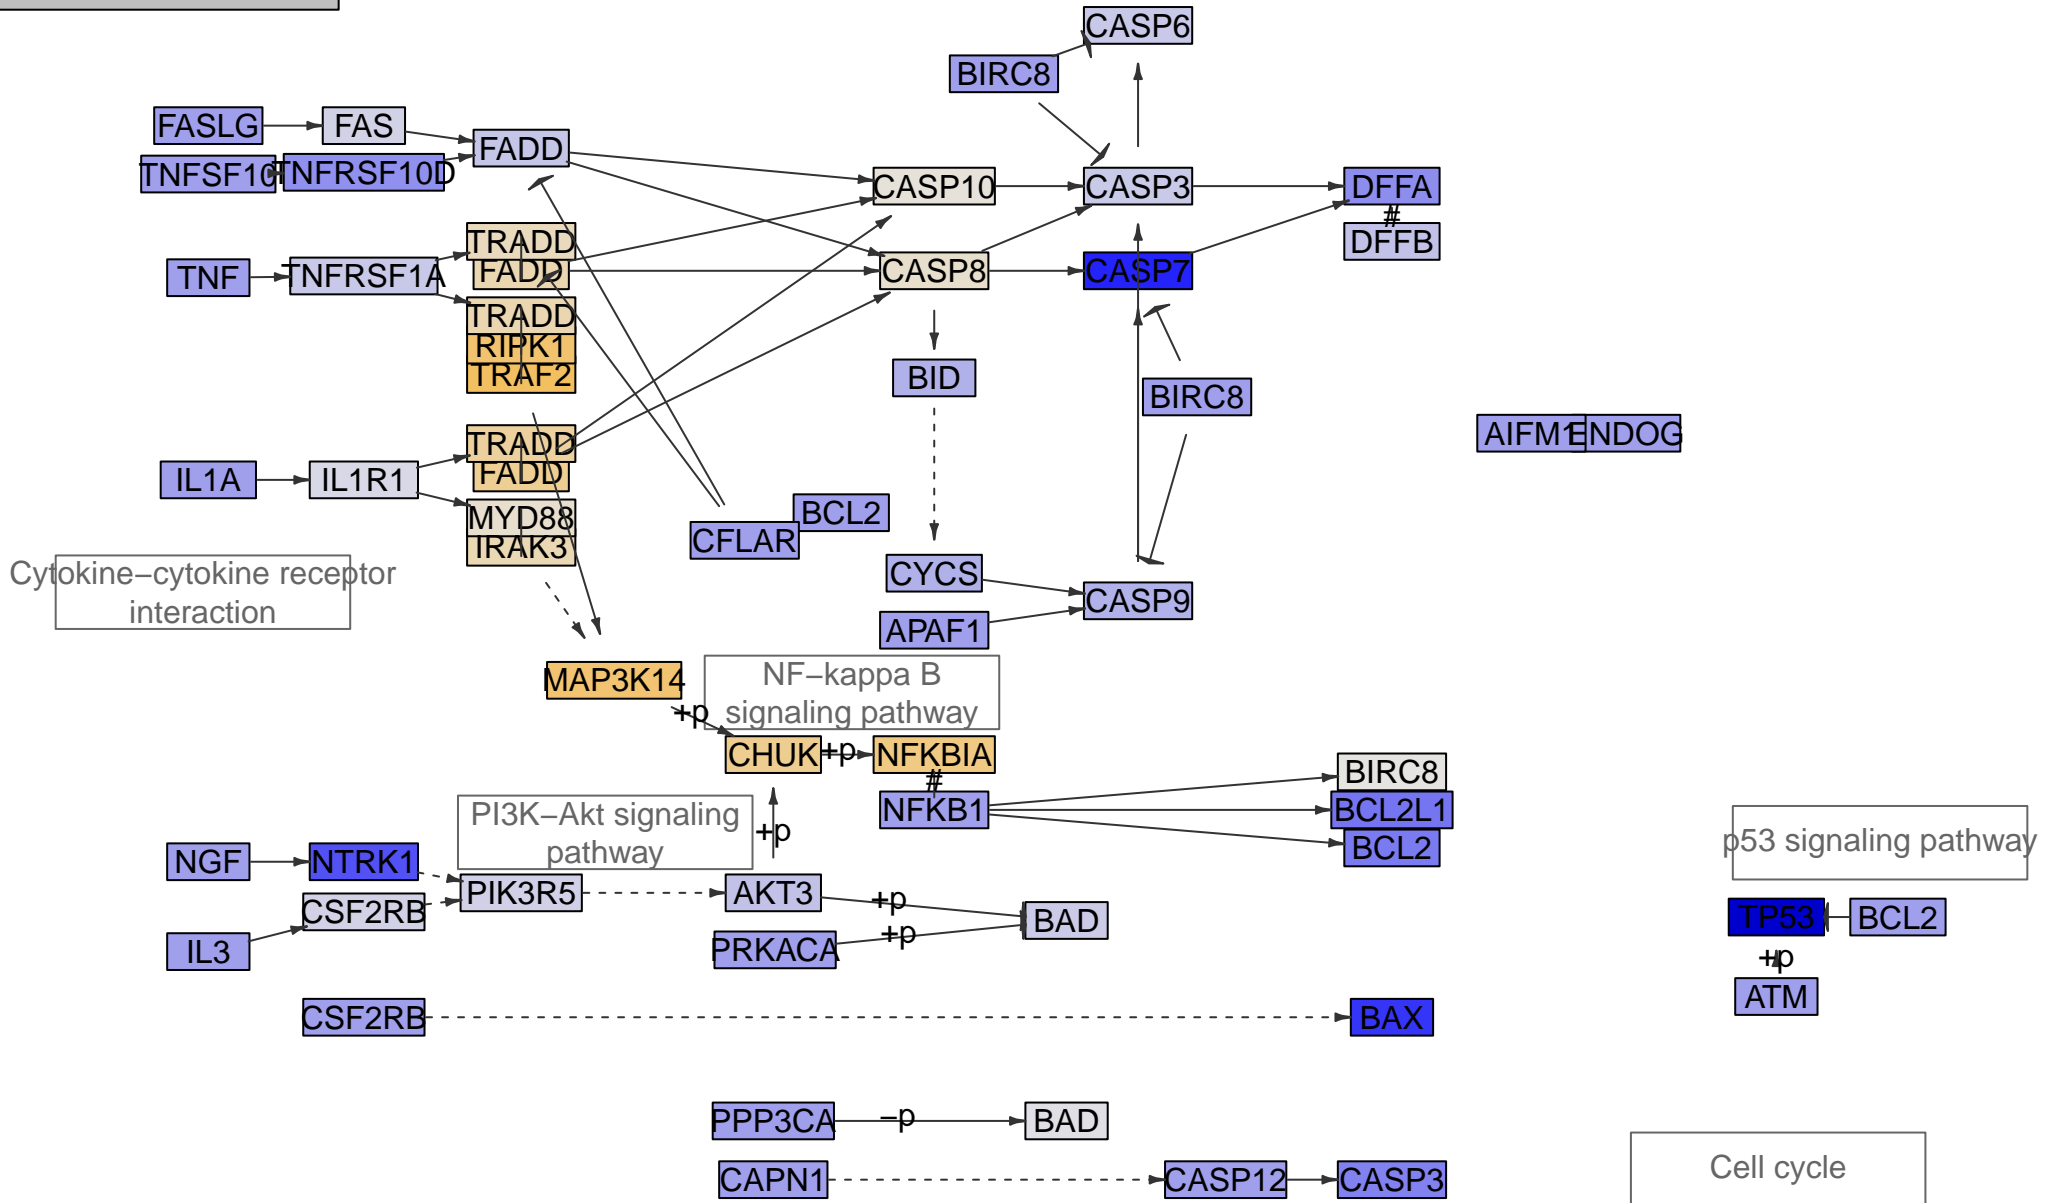 CASP6
BIRC8
FASLG
FAS
FADD
TNFSF10
TNFRSF10D
CASP10
CASP3
DFFA
#
DFFB
TRADD
FADD
TNF
TNFRSF1A
CASP8
CASP7
TRADD
RIPK1
TRAF2
BID
BIRC8
TRADD
FADD
AIFM1
ENDOG
IL1A
IL1R1
MYD88
IRAK3
BCL2
CFLAR
Cytokine–cytokine receptor
interaction
CYCS
CASP9
APAF1
MAP3K14
NF–kappa B
signaling pathway
+p
CHUK
+p
NFKBIA
#
NFKB1
BIRC8
BCL2L1
BCL2
PI3K–Akt signaling
pathway
+p
p53 signaling pathway
NGF
NTRK1
PIK3R5
AKT3
+p
CSF2RB
BAD
TP53
BCL2
IL3
PRKACA
+p
+p
ATM
CSF2RB
BAX
PPP3CA
–p
BAD
CAPN1
CASP12
CASP3
Cell cycle